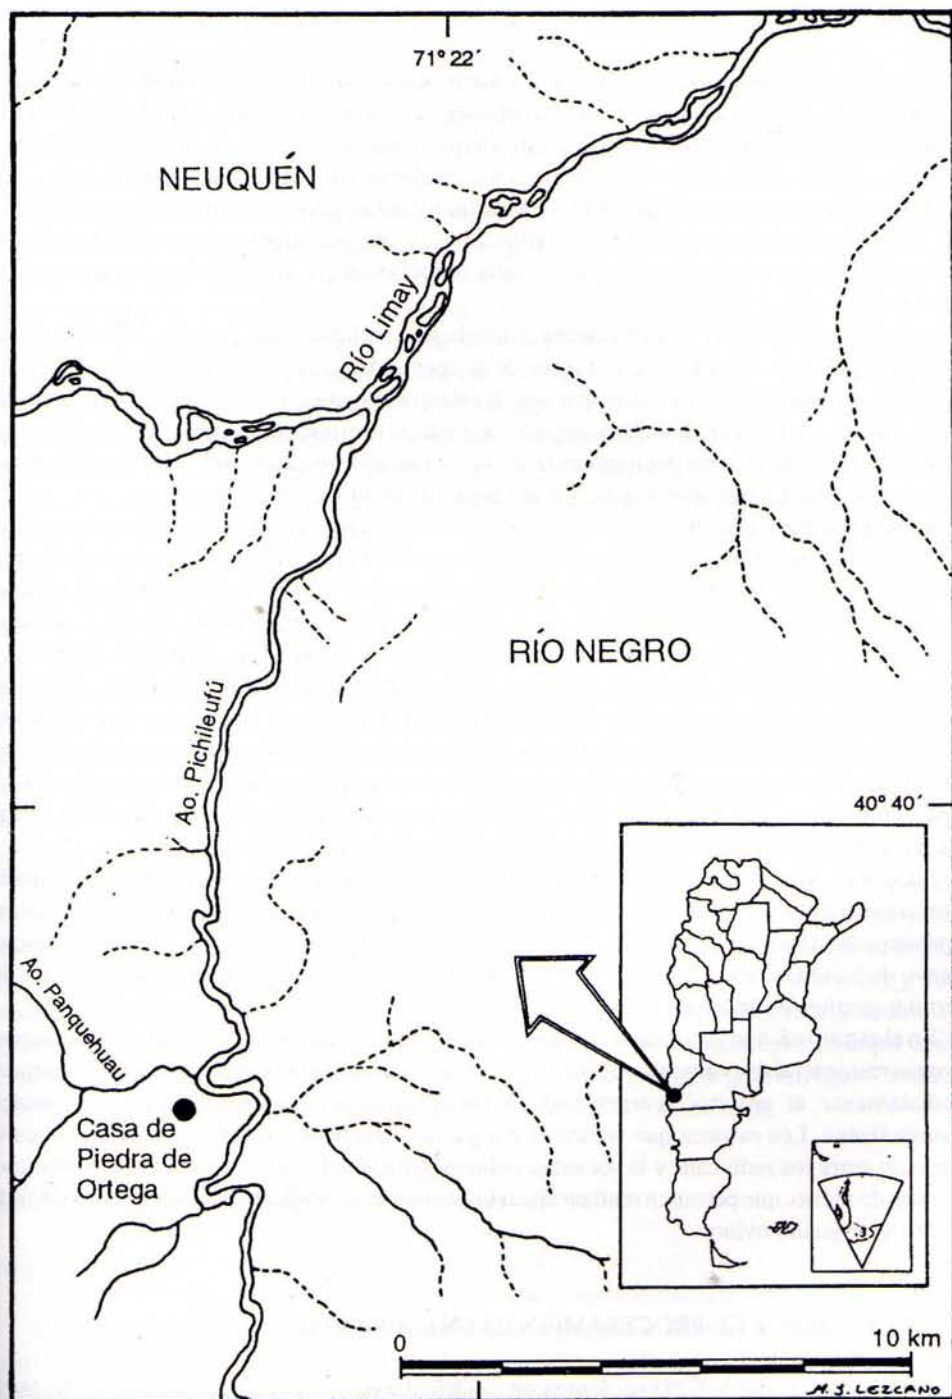 71° 22´
NEUQUÉN
Río Limay
RÍO NEGRO
Ao. Pichileufú
40° 40´
Ao. Panquehuau
Casa de
Piedra de
Ortega
0
10 km
M. J. LEZCANO